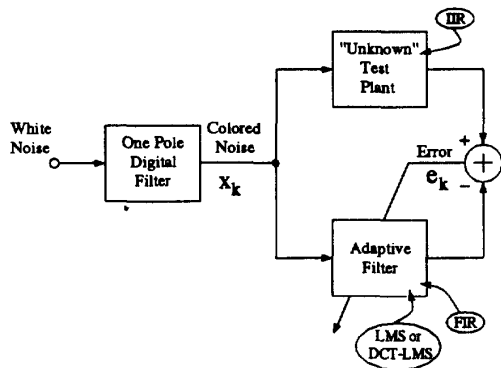 IIR
"Unknown"
Test
Plant
White
Noise
One Pole
Digital
Filter
Colored
Noise
x_k
Error
e_k
+
+
−
Adaptive
Filter
LMS or
DCT-LMS
FIR